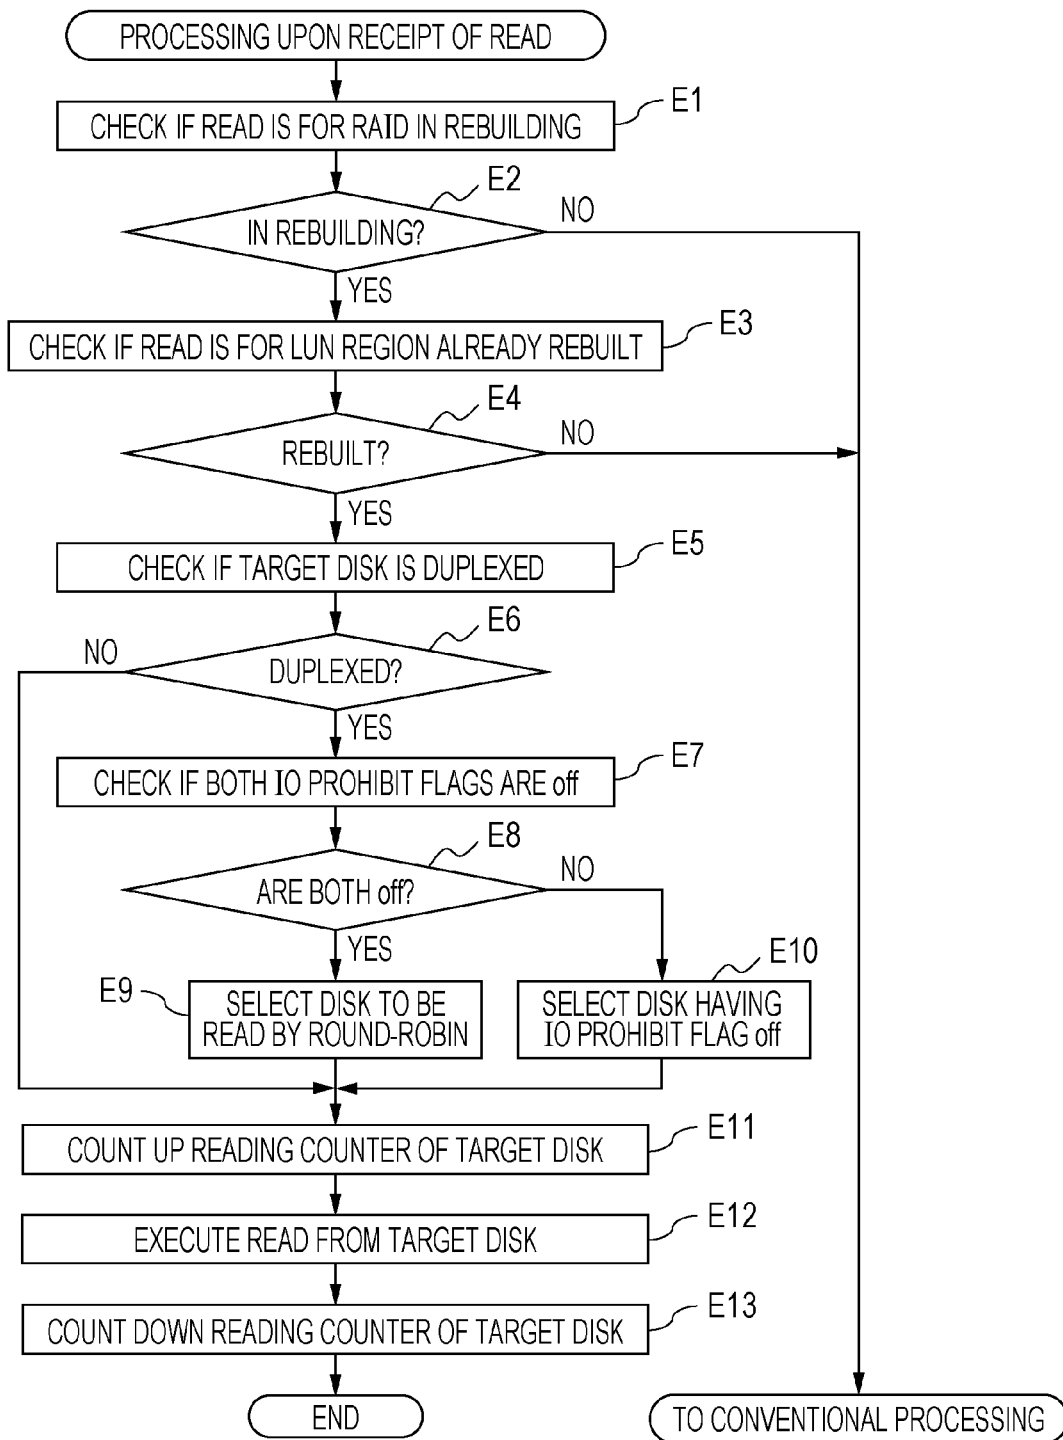 PROCESSING UPON RECEIPT OF READ
E1
CHECK IF READ IS FOR RAID IN REBUILDING
E2
IN REBUILDING?
NO
YES
E3
CHECK IF READ IS FOR LUN REGION ALREADY REBUILT
E4
REBUILT?
NO
YES
E5
CHECK IF TARGET DISK IS DUPLEXED
E6
NO
DUPLEXED?
YES
E7
CHECK IF BOTH IO PROHIBIT FLAGS ARE off
E8
ARE BOTH off?
NO
YES
E9
SELECT DISK TO BE
READ BY ROUND-ROBIN
E10
SELECT DISK HAVING
IO PROHIBIT FLAG off
E11
COUNT UP READING COUNTER OF TARGET DISK
E12
EXECUTE READ FROM TARGET DISK
E13
COUNT DOWN READING COUNTER OF TARGET DISK
END
TO CONVENTIONAL PROCESSING